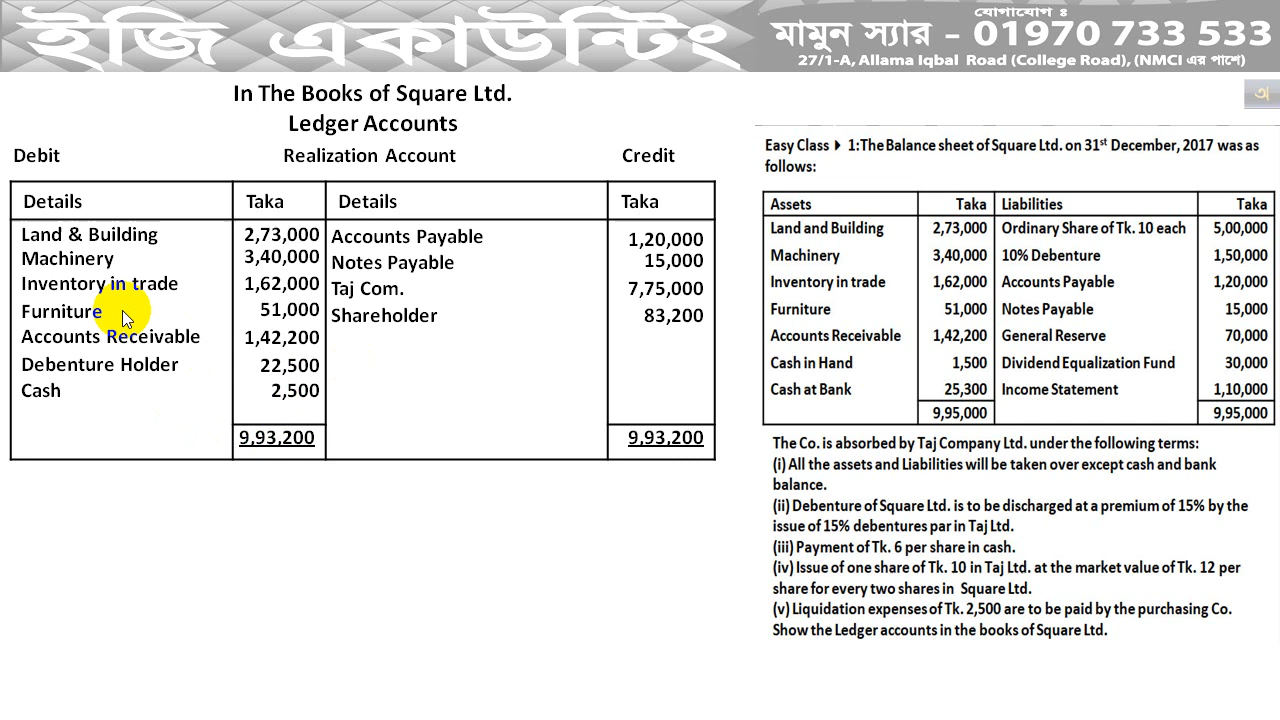 ইজি একাউন্টিং
যোগাযোগ ঃ
মামুন স্যার – 01970 733 533
27/1-A, Allama Iqbal Road (College Road), (NMCI এর পাশে)
অ
In The Books of Square Ltd.
Ledger Accounts
Debit Realization Account Credit
Details Taka Details Taka
Land & Building 2,73,000 Accounts Payable 1,20,000
Machinery 3,40,000 Notes Payable 15,000
Inventory in trade 1,62,000 Taj Com. 7,75,000
Furniture 51,000 Shareholder 83,200
Accounts Receivable 1,42,200
Debenture Holder 22,500
Cash 2,500
9,93,200 9,93,200
Easy Class 1:The Balance sheet of Square Ltd. on 31st December, 2017 was as
follows:
Assets Taka Liabilities Taka
Land and Building 2,73,000 Ordinary Share of Tk. 10 each 5,00,000
Machinery 3,40,000 10% Debenture 1,50,000
Inventory in trade 1,62,000 Accounts Payable 1,20,000
Furniture 51,000 Notes Payable 15,000
Accounts Receivable 1,42,200 General Reserve 70,000
Cash in Hand 1,500 Dividend Equalization Fund 30,000
Cash at Bank 25,300 Income Statement 1,10,000
9,95,000 9,95,000
The Co. is absorbed by Taj Company Ltd. under the following terms:
(i) All the assets and Liabilities will be taken over except cash and bank
balance.
(ii) Debenture of Square Ltd. is to be discharged at a premium of 15% by the
issue of 15% debentures par in Taj Ltd.
(iii) Payment of Tk. 6 per share in cash.
(iv) Issue of one share of Tk. 10 in Taj Ltd. at the market value of Tk. 12 per
share for every two shares in Square Ltd.
(v) Liquidation expenses of Tk. 2,500 are to be paid by the purchasing Co.
Show the Ledger accounts in the books of Square Ltd.